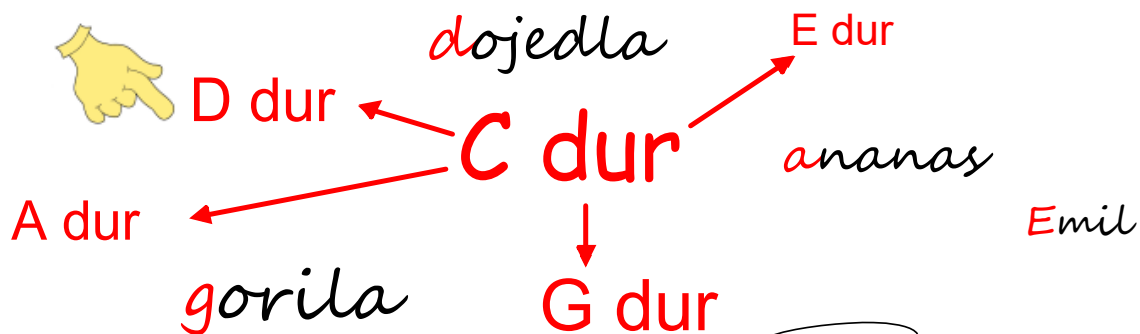 dojedla
E dur
D dur
C dur
ananas
A dur
Emil
gorila
G dur